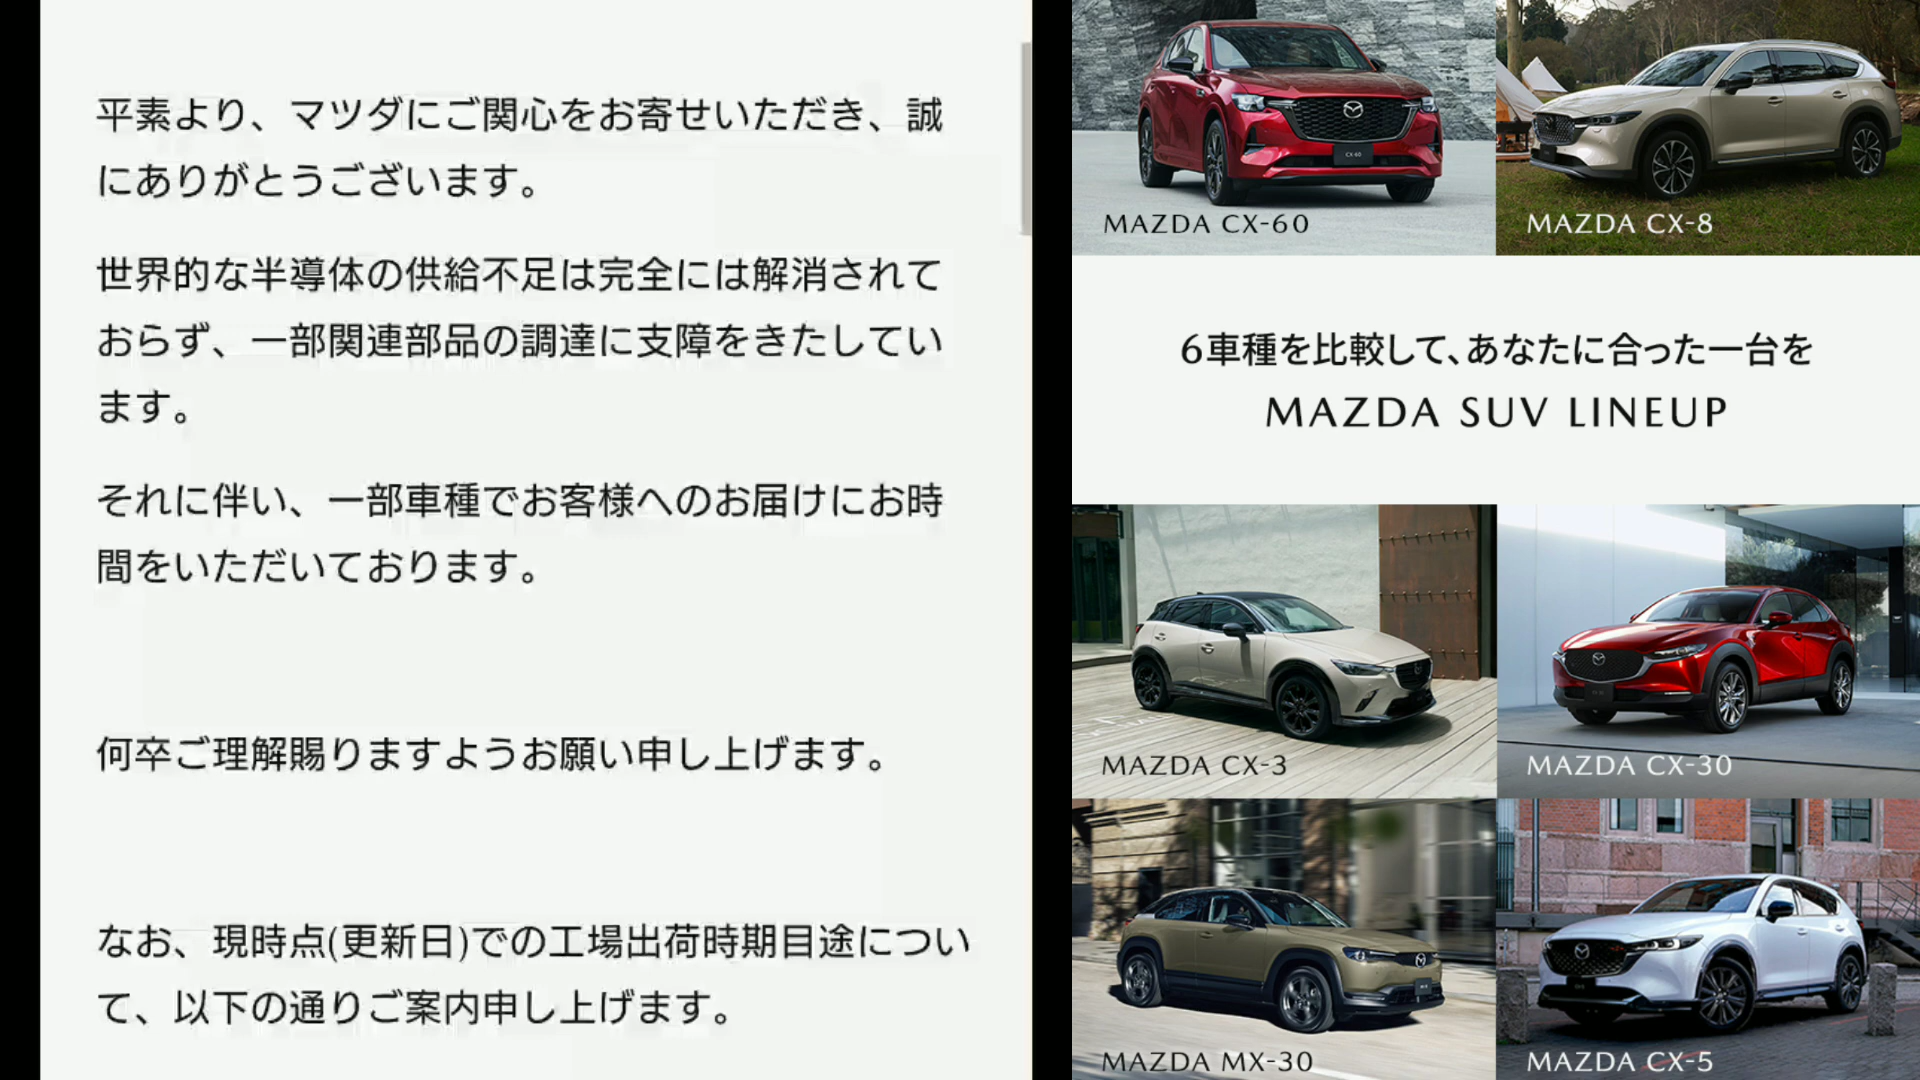 平素より、マツダにご関心をお寄せいただき、誠
にありがとうございます。
世界的な半導体の供給不足は完全には解消されて
おらず、一部関連部品の調達に支障をきたしてい
ます。
それに伴い、一部車種でお客様へのお届けにお時
間をいただいております。
何卒ご理解賜りますようお願い申し上げます。
なお、現時点(更新日)での工場出荷時期目途につい
て、以下の通りご案内申し上げます。
CX-60
MAZDA CX-60
MAZDA CX-8
6車種を比較して、あなたに合った一台を
MAZDA SUV LINEUP
MAZDA CX-3
MAZDA CX-30
MAZDA MX-30
MAZDA CX-5